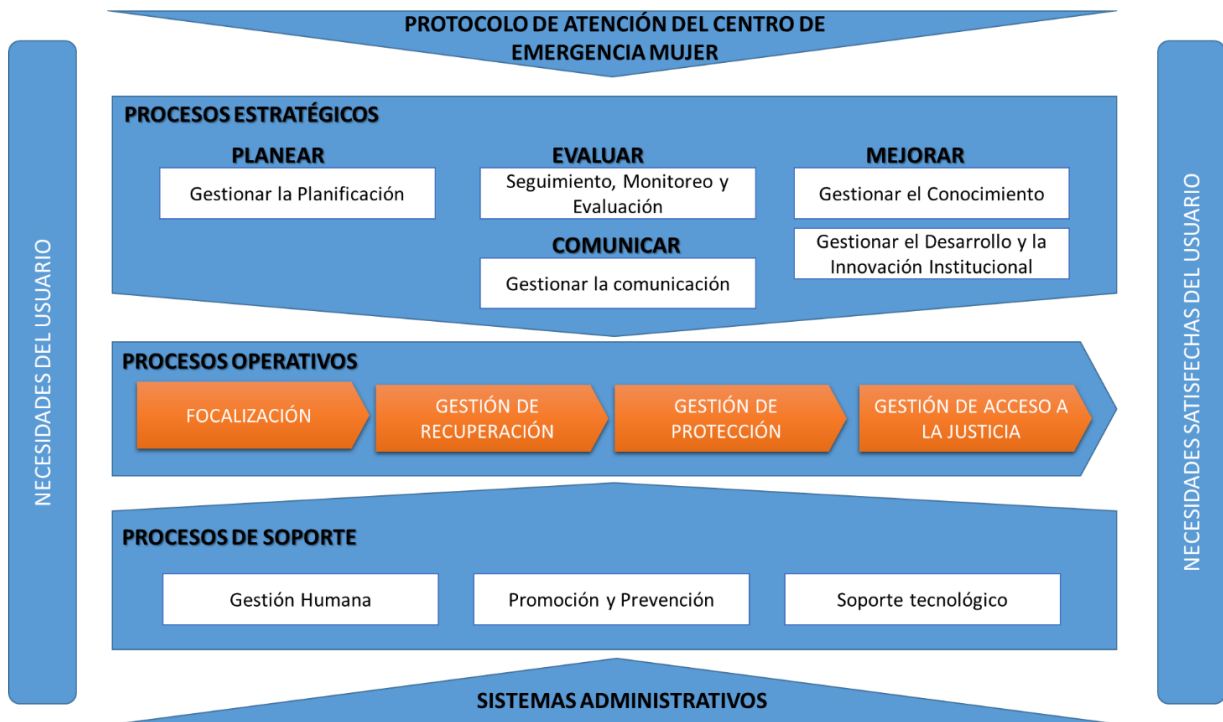 PROTOCOLO DE ATENCIÓN DEL CENTRO DE
EMERGENCIA MUJER
NECESIDADES DEL USUARIO
PROCESOS ESTRATÉGICOS
PLANEAR
Gestionar la Planificación
EVALUAR
Seguimiento, Monitoreo y
Evaluación
COMUNICAR
Gestionar la comunicación
MEJORAR
Gestionar el Conocimiento
Gestionar el Desarrollo y la
Innovación Institucional
PROCESOS OPERATIVOS
FOCALIZACIÓN
GESTIÓN DE
RECUPERACIÓN
GESTIÓN DE
PROTECCIÓN
GESTIÓN DE ACCESO A
LA JUSTICIA
PROCESOS DE SOPORTE
Gestión Humana
Promoción y Prevención
Soporte tecnológico
SISTEMAS ADMINISTRATIVOS
NECESIDADES SATISFECHAS DEL USUARIO